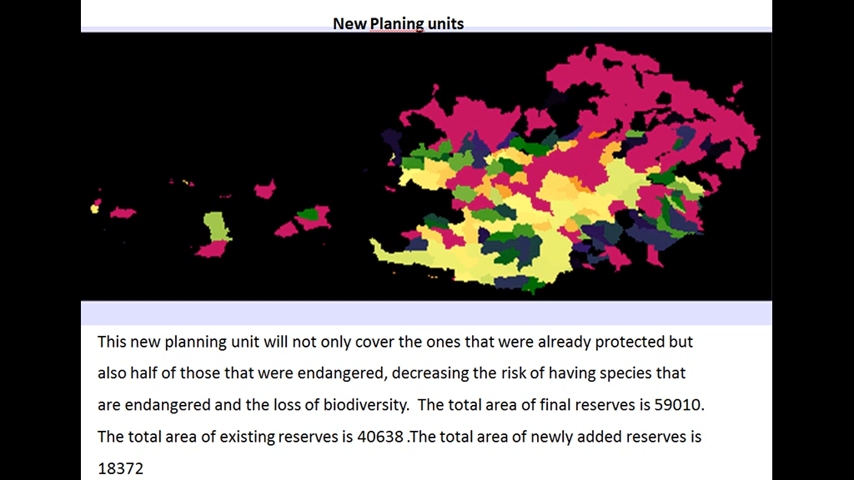 New Planing units
This new planning unit will not only cover the ones that were already protected but
also half of those that were endangered, decreasing the risk of having species that
are endangered and the loss of biodiversity.  The total area of final reserves is 59010.
The total area of existing reserves is 40638 .The total area of newly added reserves is
18372